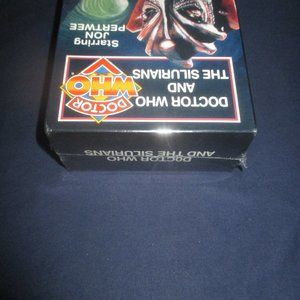 Starring
JON
PERTWEE
DOCTOR
WHO
DOCTOR WHO
AND
THE SILURIANS
DOCTOR WHO
AND THE SILURIANS